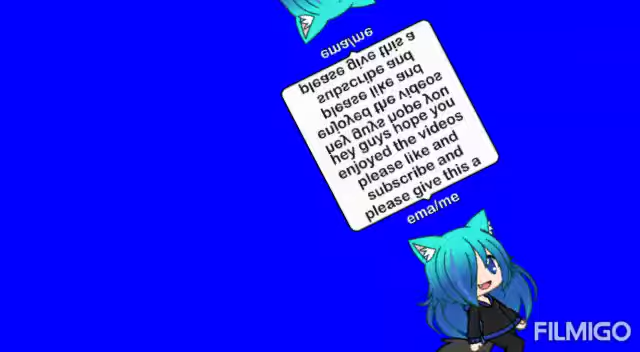 ema/me
please give this a
subscribe and
please like and
enjoyed the videos
hey guys hope you
hey guys hope you
enjoyed the videos
please like and
subscribe and
please give this a
ema/me
FILMIGO